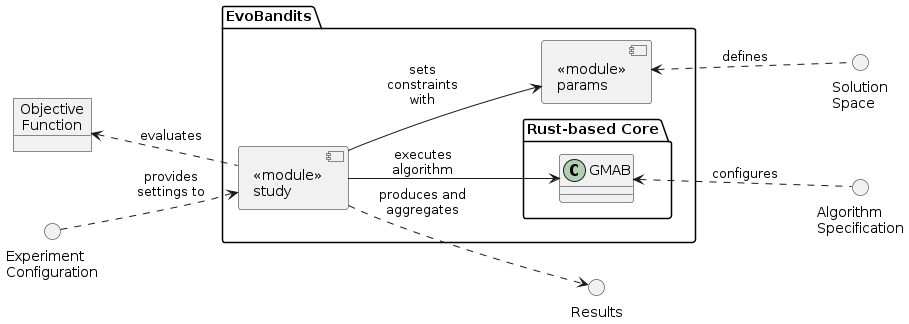 EvoBandits
sets
constraints
with
«module»
params
defines
Solution
Space
Objective
Function
evaluates
Rust-based Core
«module»
study
executes
algorithm
C
GMAB
configures
Algorithm
Specification
provides
settings to
produces and
aggregates
Experiment
Configuration
Results